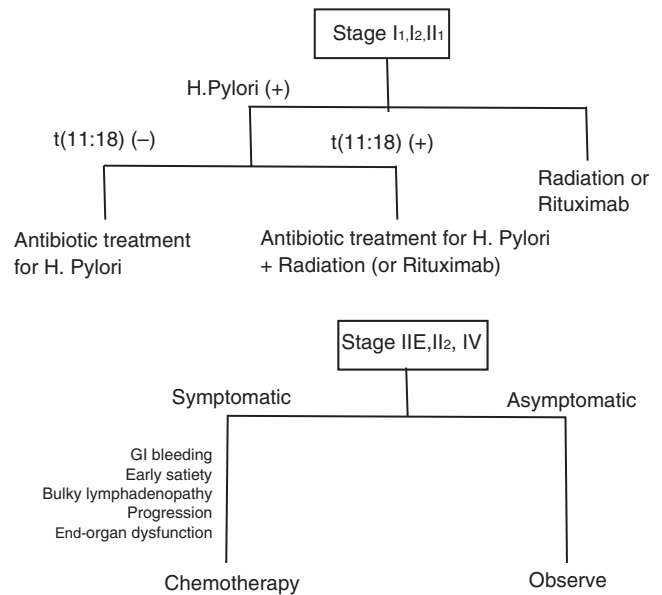 Stage I1,I2,II1
H.Pylori (+)
t(11:18) (–)
t(11:18) (+)
Radiation or
Rituximab
Antibiotic treatment
for H. Pylori
Antibiotic treatment for H. Pylori
+ Radiation (or Rituximab)
Stage IIE,II2, IV
Symptomatic
Asymptomatic
GI bleeding
Early satiety
Bulky lymphadenopathy
Progression
End-organ dysfunction
Chemotherapy
Observe